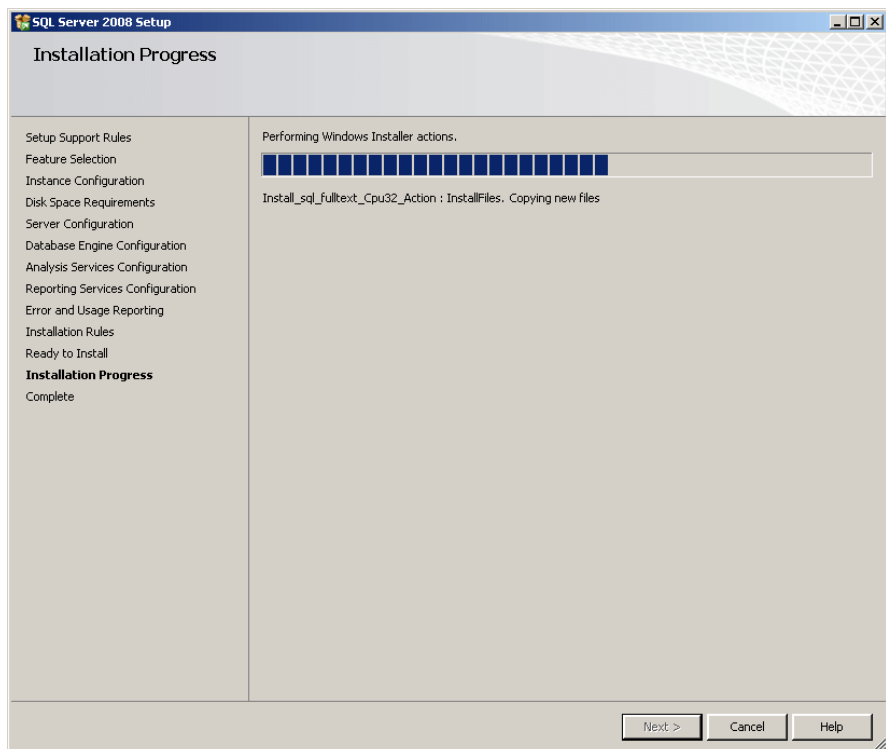 SQL Server 2008 Setup
Installation Progress
Setup Support Rules
Feature Selection
Instance Configuration
Disk Space Requirements
Server Configuration
Database Engine Configuration
Analysis Services Configuration
Reporting Services Configuration
Error and Usage Reporting
Installation Rules
Ready to Install
Installation Progress
Complete
Performing Windows Installer actions.
Install_sql_fulltext_Cpu32_Action : InstallFiles. Copying new files
Next >
Cancel
Help